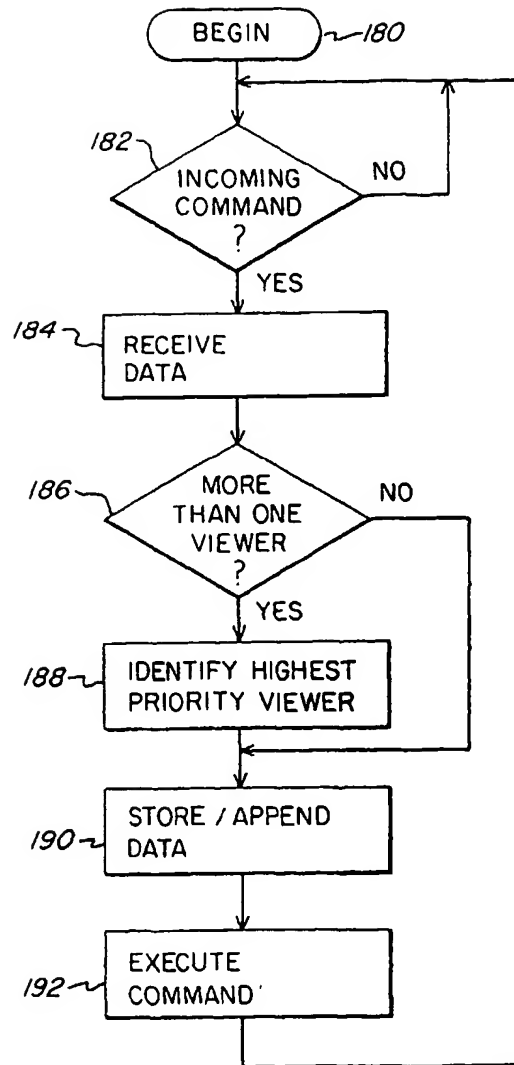 BEGIN
180
182
INCOMING
COMMAND
?
NO
YES
184
RECEIVE
DATA
186
MORE
THAN ONE
VIEWER
?
NO
YES
188
IDENTIFY HIGHEST
PRIORITY VIEWER
190
STORE / APPEND
DATA
192
EXECUTE
COMMAND